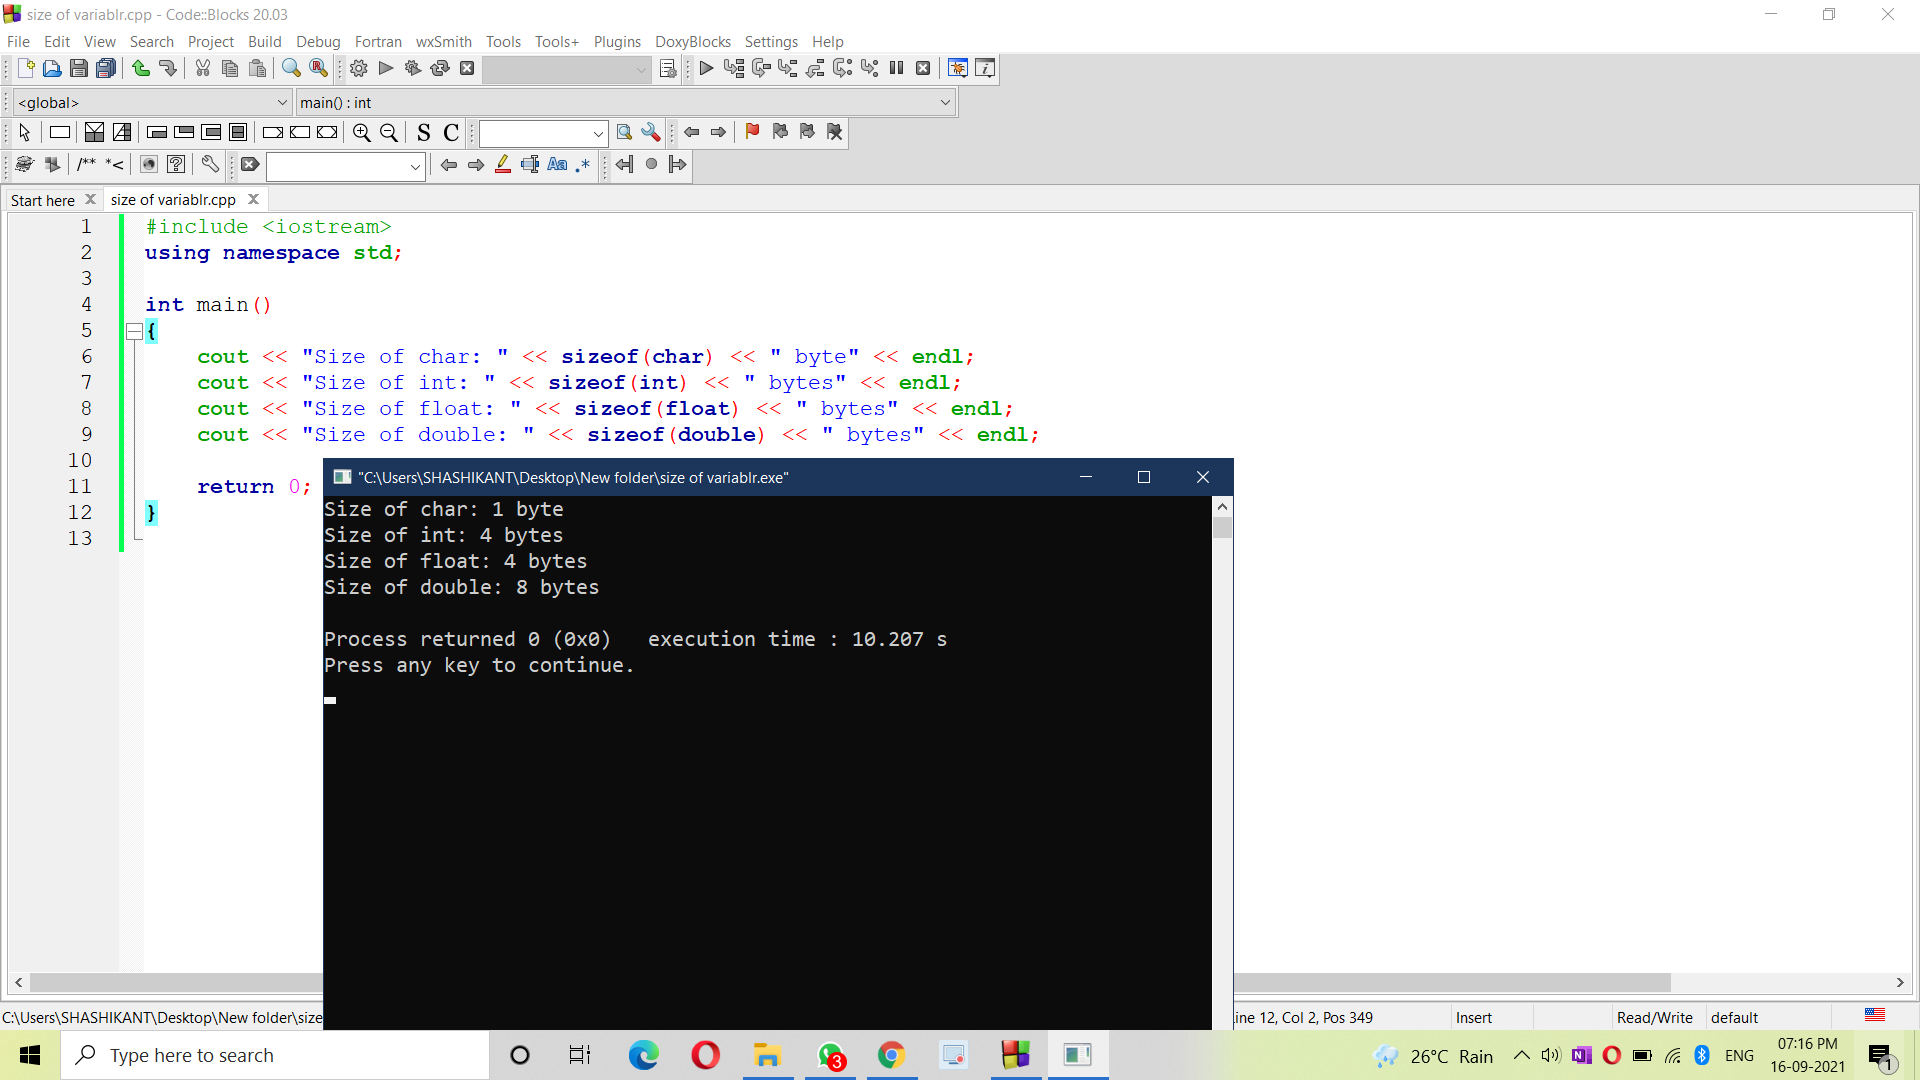 size of variablr.cpp - Code::Blocks 20.03
File Edit View Search Project Build Debug Fortran wxSmith Tools Tools+ Plugins DoxyBlocks Settings Help
<global> main() : int
S C
/** *< Aa .*
Start here size of variablr.cpp
1 #include <iostream>
2 using namespace std;
3
4 int main()
5 {
6 cout << "Size of char: " << sizeof(char) << " byte" << endl;
7 cout << "Size of int: " << sizeof(int) << " bytes" << endl;
8 cout << "Size of float: " << sizeof(float) << " bytes" << endl;
9 cout << "Size of double: " << sizeof(double) << " bytes" << endl;
10
11 return 0;
12 }
13
"C:\Users\SHASHIKANT\Desktop\New folder\size of variablr.exe"
Size of char: 1 byte
Size of int: 4 bytes
Size of float: 4 bytes
Size of double: 8 bytes
Process returned 0 (0x0) execution time : 10.207 s
Press any key to continue.
C:\Users\SHASHIKANT\Desktop\New folder\size ine 12, Col 2, Pos 349 Insert Read/Write default
Type here to search 3 26°C Rain ENG 07:16 PM
16-09-2021 1